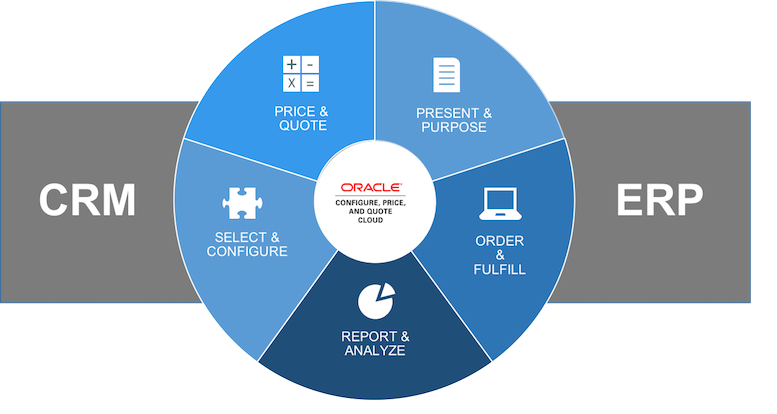 PRICE &
QUOTE
PRESENT &
PURPOSE
CRM
ORACLE®
CONFIGURE, PRICE,
AND QUOTE
CLOUD
ERP
SELECT &
CONFIGURE
ORDER
&
FULFILL
REPORT &
ANALYZE
+ -
X =